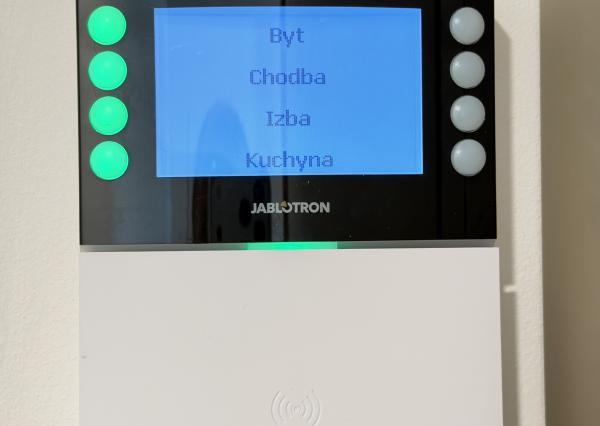 Byt
Chodba
Izba
Kuchyna
JABLOTRON